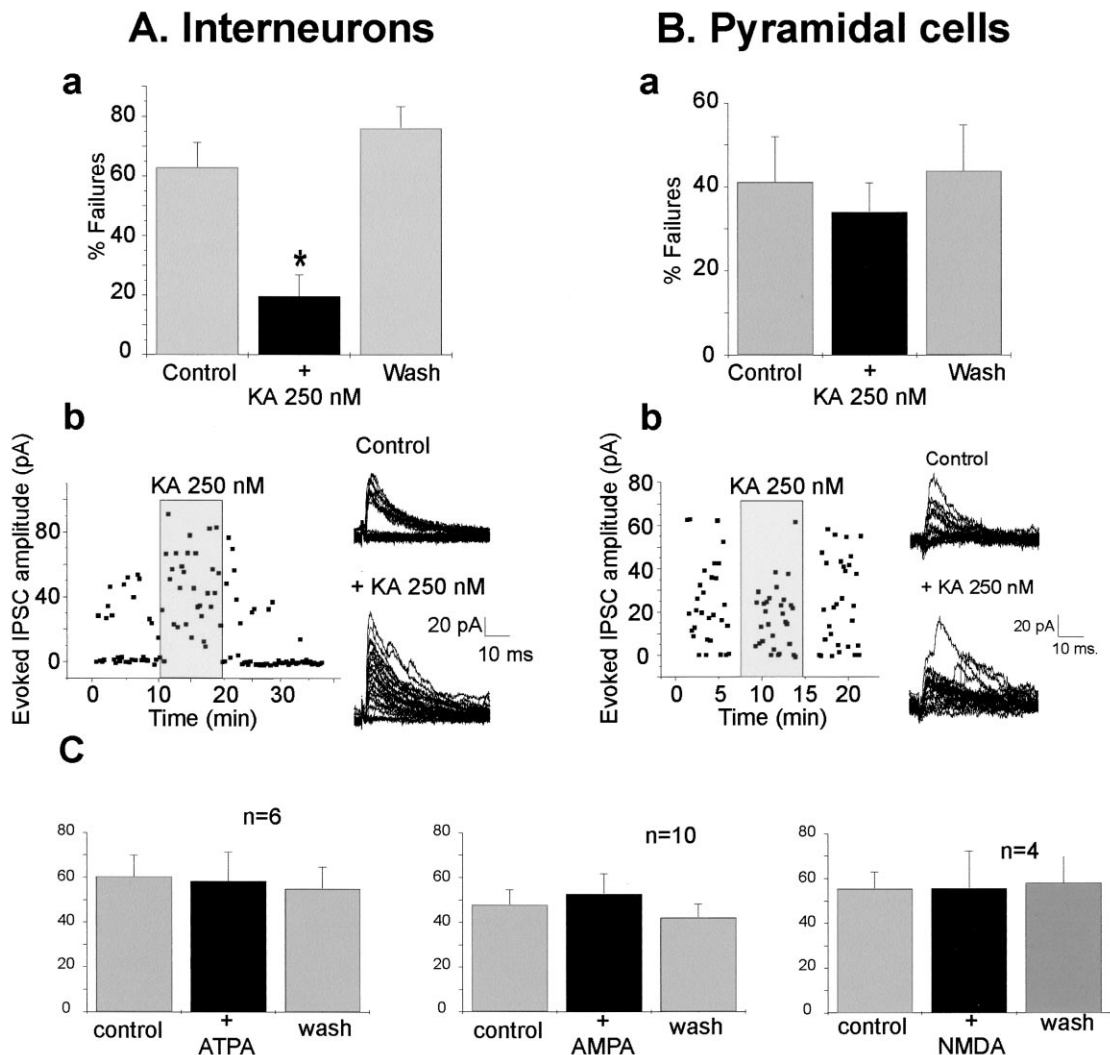 A. Interneurons
B. Pyramidal cells
a
80
60
40
20
0
% Failures
*
Control
+
KA 250 nM
Wash
a
60
40
20
0
% Failures
Control
+
KA 250 nM
Wash
b
Evoked IPSC amplitude (pA)
80
40
0
KA 250 nM
0
10
20
30
Time (min)
Control
+ KA 250 nM
20 pA
10 ms
b
Evoked IPSC amplitude (pA)
80
70
60
50
40
30
20
10
0
KA 250 nM
0
5
10
15
20
Time (min)
Control
+ KA 250 nM
20 pA
10 ms.
C
80
60
40
20
0
n=6
control
+
wash
ATPA
80
60
40
20
0
n=10
control
+
wash
AMPA
80
60
40
20
0
n=4
control
+
wash
NMDA